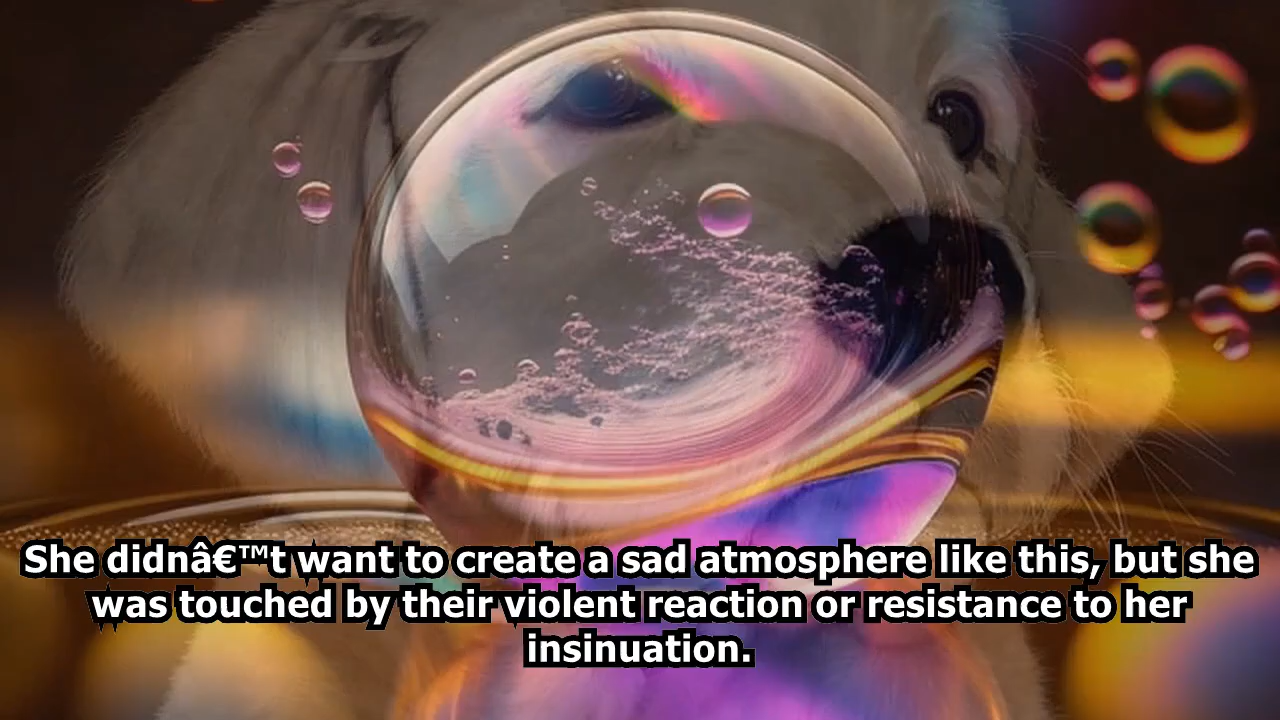 She didnâ€™t want to create a sad atmosphere like this, but she
was touched by their violent reaction or resistance to her
insinuation.